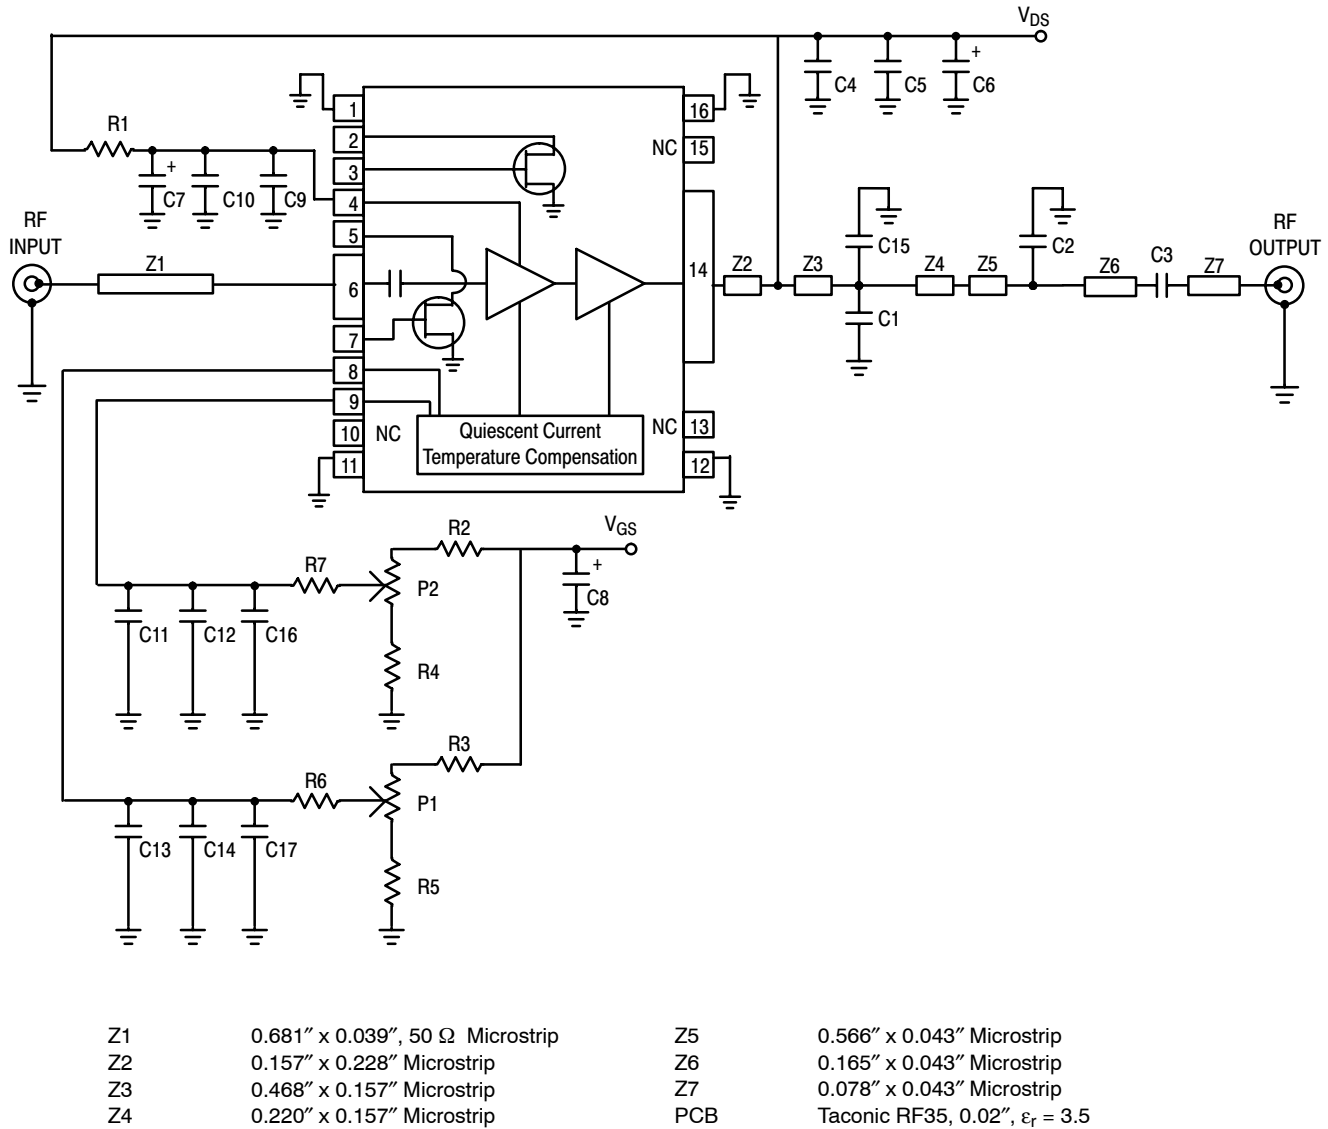 V_DS
+
C4 C5 C6
1 16
R1
2 NC 15
3
+
C7 C10 C9
4
RF
INPUT
5
C15 C2
RF
OUTPUT
Z1
6 14
Z2 Z3 Z4 Z5 Z6 C3 Z7
C1
7
8
9
10 NC
Quiescent Current
Temperature Compensation
NC 13
11 12
R2 V_GS
+
R7 P2 C8
C11 C12 C16
R4
R3
R6 P1
C13 C14 C17
R5
Z1 0.681″ x 0.039″, 50 Ω Microstrip Z5 0.566″ x 0.043″ Microstrip
Z2 0.157″ x 0.228″ Microstrip Z6 0.165″ x 0.043″ Microstrip
Z3 0.468″ x 0.157″ Microstrip Z7 0.078″ x 0.043″ Microstrip
Z4 0.220″ x 0.157″ Microstrip PCB Taconic RF35, 0.02″, ε_r = 3.5